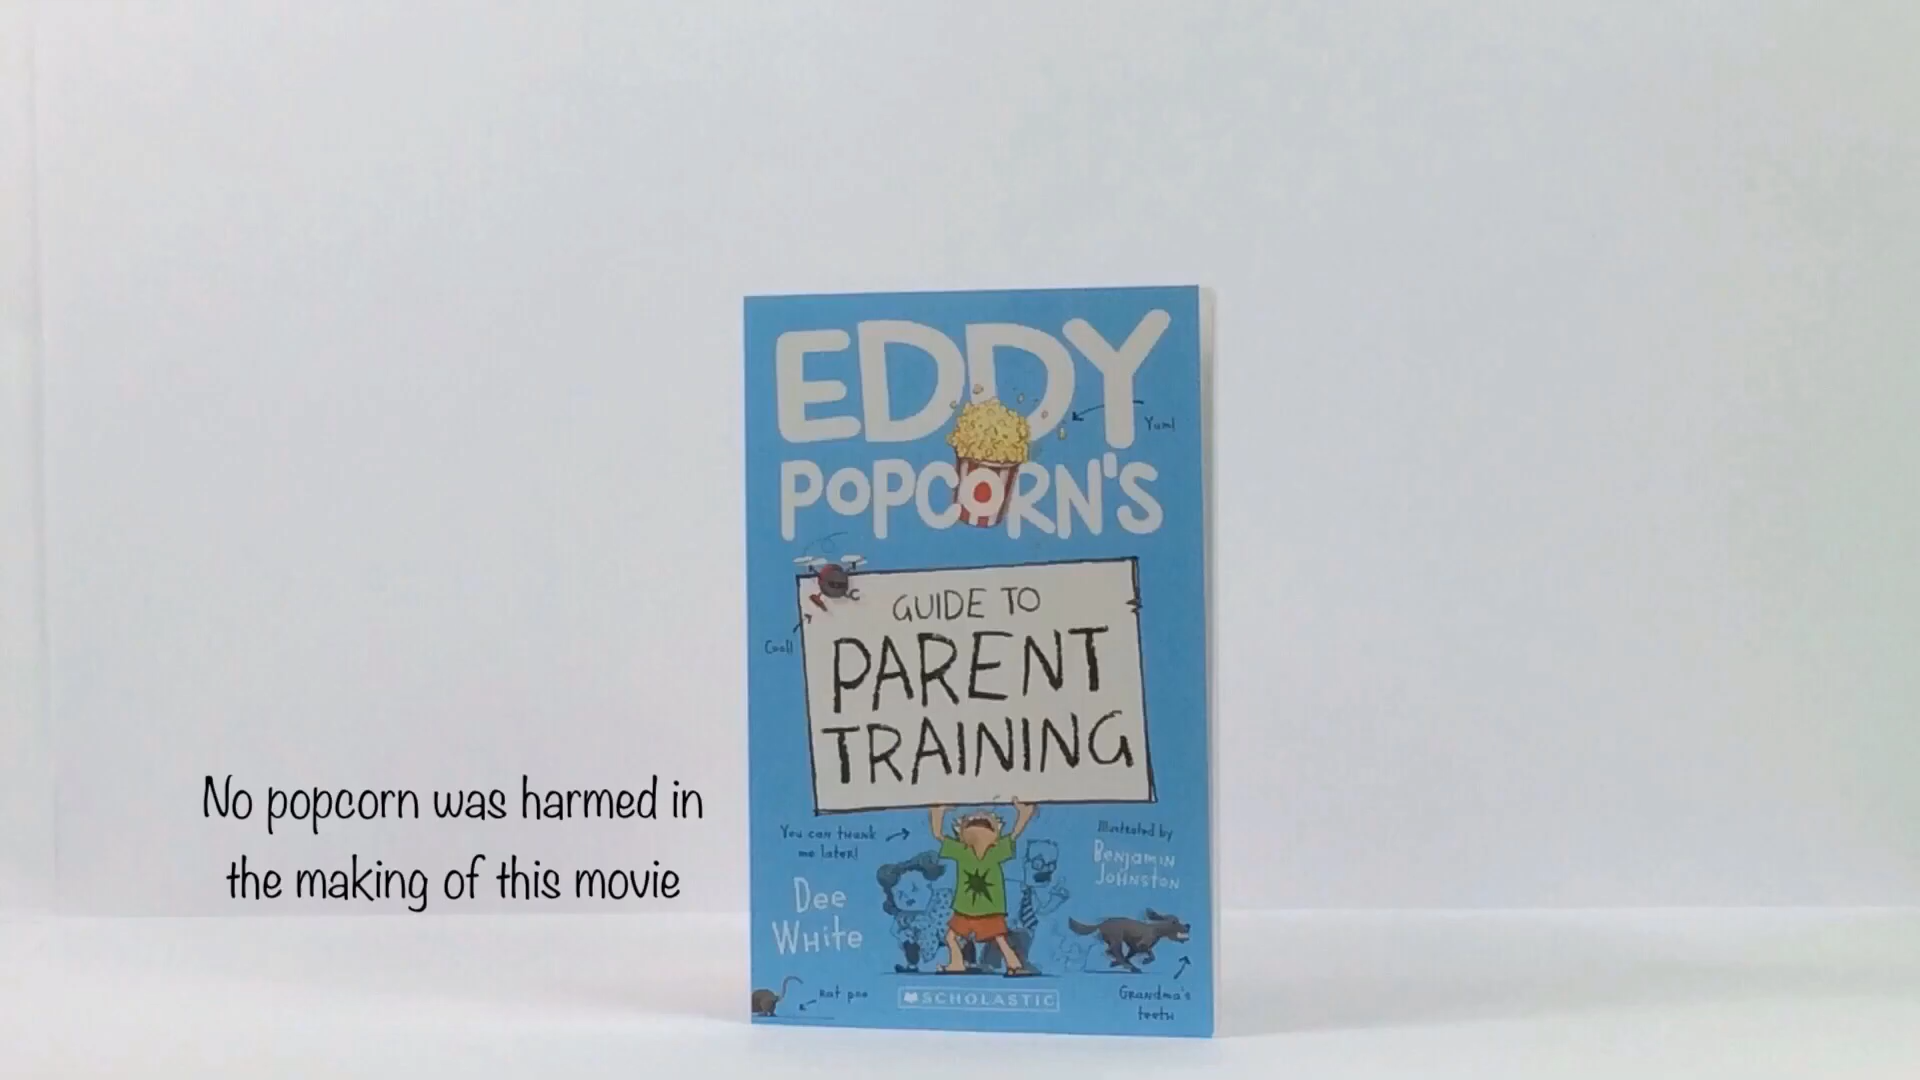 EDDY
Yum!
POPCORN'S
GUIDE TO
Cool!
PARENT
TRAINING
No popcorn was harmed in
the making of this movie
You can thank
me later!
Illustrated by
Benjamin
Johnston
Dee
White
Rat poo
SCHOLASTIC
Grandma's
teeth